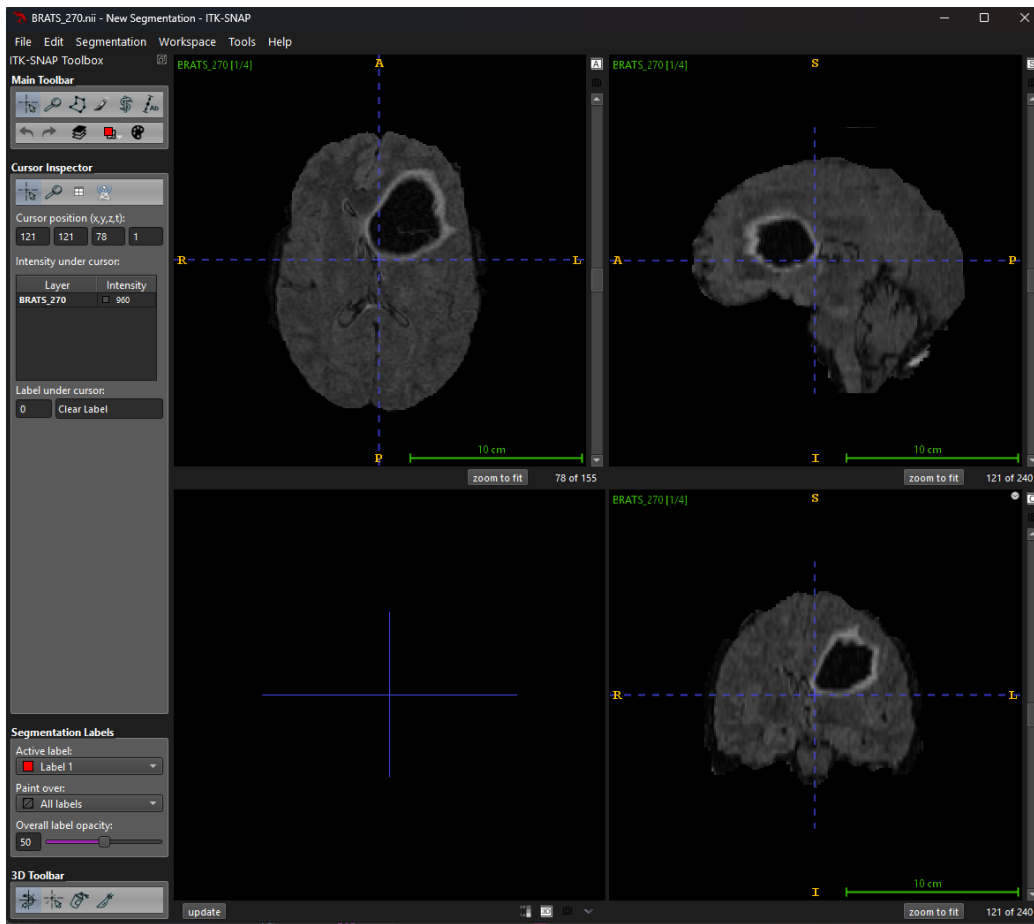 BRATS_270.nii - New Segmentation - ITK-SNAP
File Edit Segmentation Workspace Tools Help
ITK-SNAP Toolbox
Main Toolbar
Ab
Cursor Inspector
Cursor position (x,y,z,t):
121 121 78 1
Intensity under cursor:
Layer Intensity
BRATS_270 960
Label under cursor:
0 Clear Label
Segmentation Labels
Active label:
Label 1
Paint over:
All labels
Overall label opacity:
50
3D Toolbar
BRATS_270 [1/4]
A
A
R
L
P
10 cm
zoom to fit 78 of 155
BRATS_270 [1/4]
S
A
P
I
10 cm
zoom to fit 121 of 240
update
3D
BRATS_270 [1/4]
S
R
L
I
10 cm
zoom to fit 121 of 240